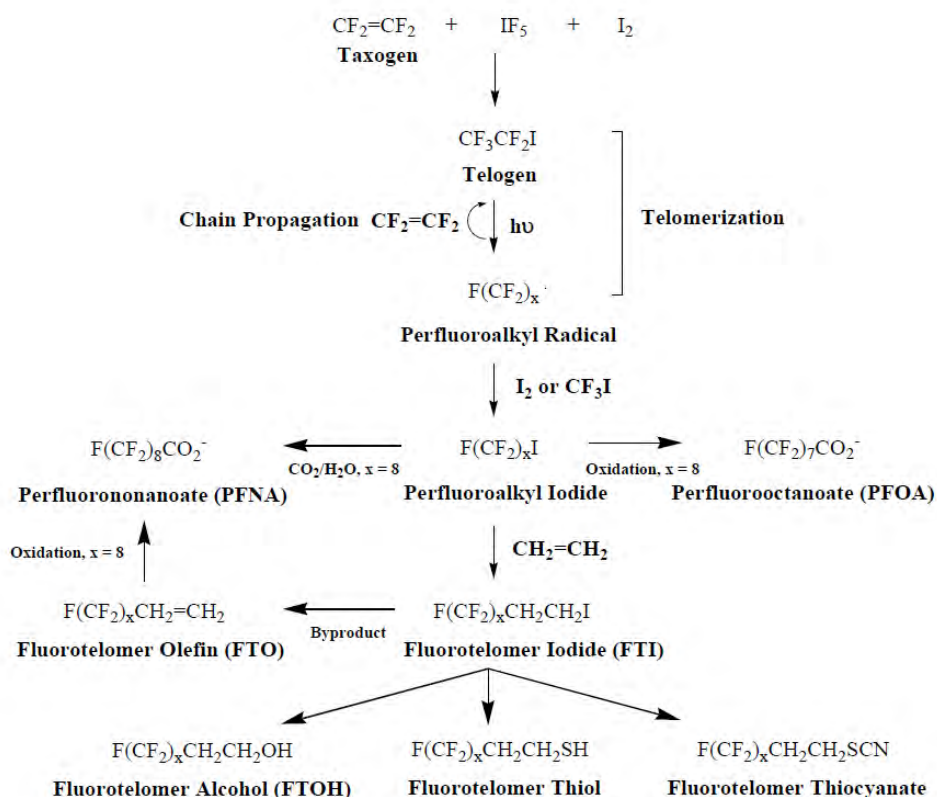 CF₂=CF₂ + IF₅ + I₂
Taxogen
CF₃CF₂I
Telogen
Chain Propagation CF₂=CF₂ hυ
Telomerization
F(CF₂)ₓ·
Perfluoroalkyl Radical
I₂ or CF₃I
F(CF₂)₈CO₂⁻ F(CF₂)ₓI F(CF₂)₇CO₂⁻
CO₂/H₂O, x = 8 Oxidation, x = 8
Perfluorononanoate (PFNA) Perfluoroalkyl Iodide Perfluorooctanoate (PFOA)
CH₂=CH₂
Oxidation, x = 8
F(CF₂)ₓCH₂=CH₂ F(CF₂)ₓCH₂CH₂I
Byproduct
Fluorotelomer Olefin (FTO) Fluorotelomer Iodide (FTI)
F(CF₂)ₓCH₂CH₂OH F(CF₂)ₓCH₂CH₂SH F(CF₂)ₓCH₂CH₂SCN
Fluorotelomer Alcohol (FTOH) Fluorotelomer Thiol Fluorotelomer Thiocyanate